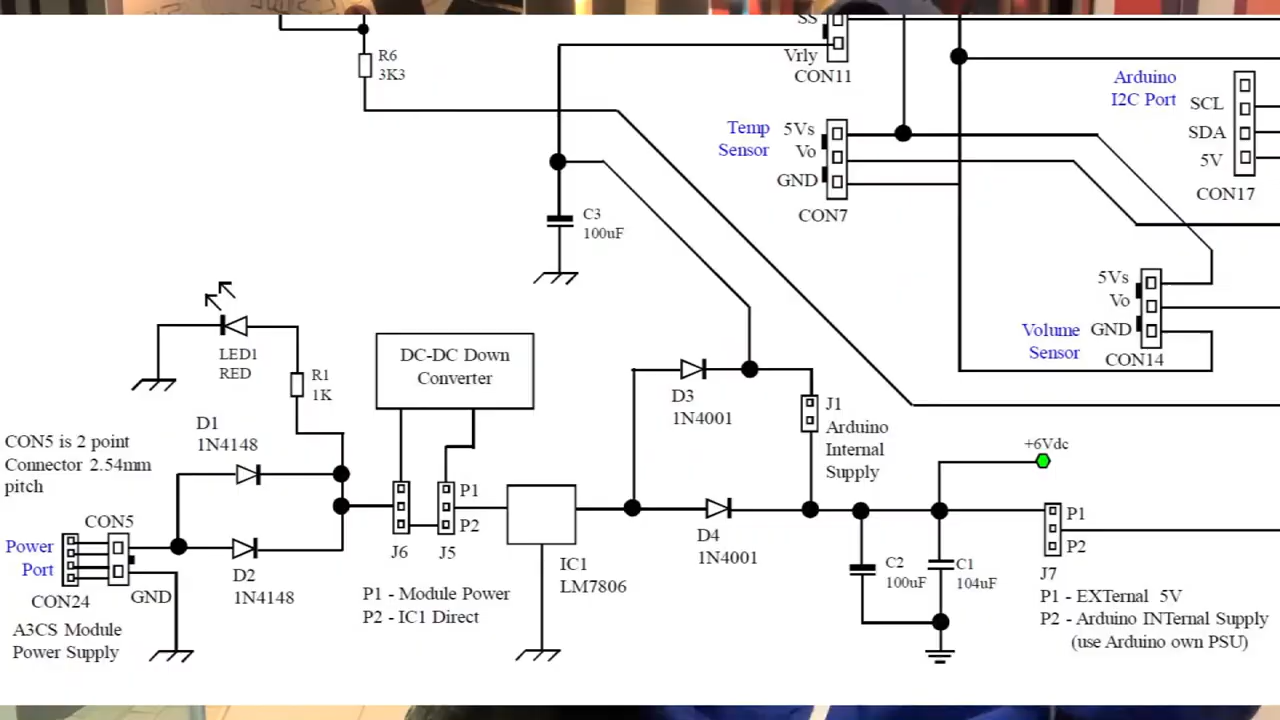 SS
Vrly
CON11
R6
3K3
Arduino
I2C Port
SCL
SDA
5V
CON17
Temp
Sensor
5Vs
Vo
GND
CON7
C3
100uF
5Vs
Vo
GND
Volume
Sensor
CON14
LED1
RED
R1
1K
DC-DC Down
Converter
D3
1N4001
J1
Arduino
Internal
Supply
D1
1N4148
CON5 is 2 point
Connector 2.54mm
pitch
+6Vdc
P1
P2
J6
J5
IC1
LM7806
D4
1N4001
C2
100uF
C1
104uF
P1
P2
J7
CON5
Power
Port
CON24
GND
D2
1N4148
P1 - Module Power
P2 - IC1 Direct
P1 - EXTernal 5V
P2 - Arduino INTernal Supply
(use Arduino own PSU)
A3CS Module
Power Supply